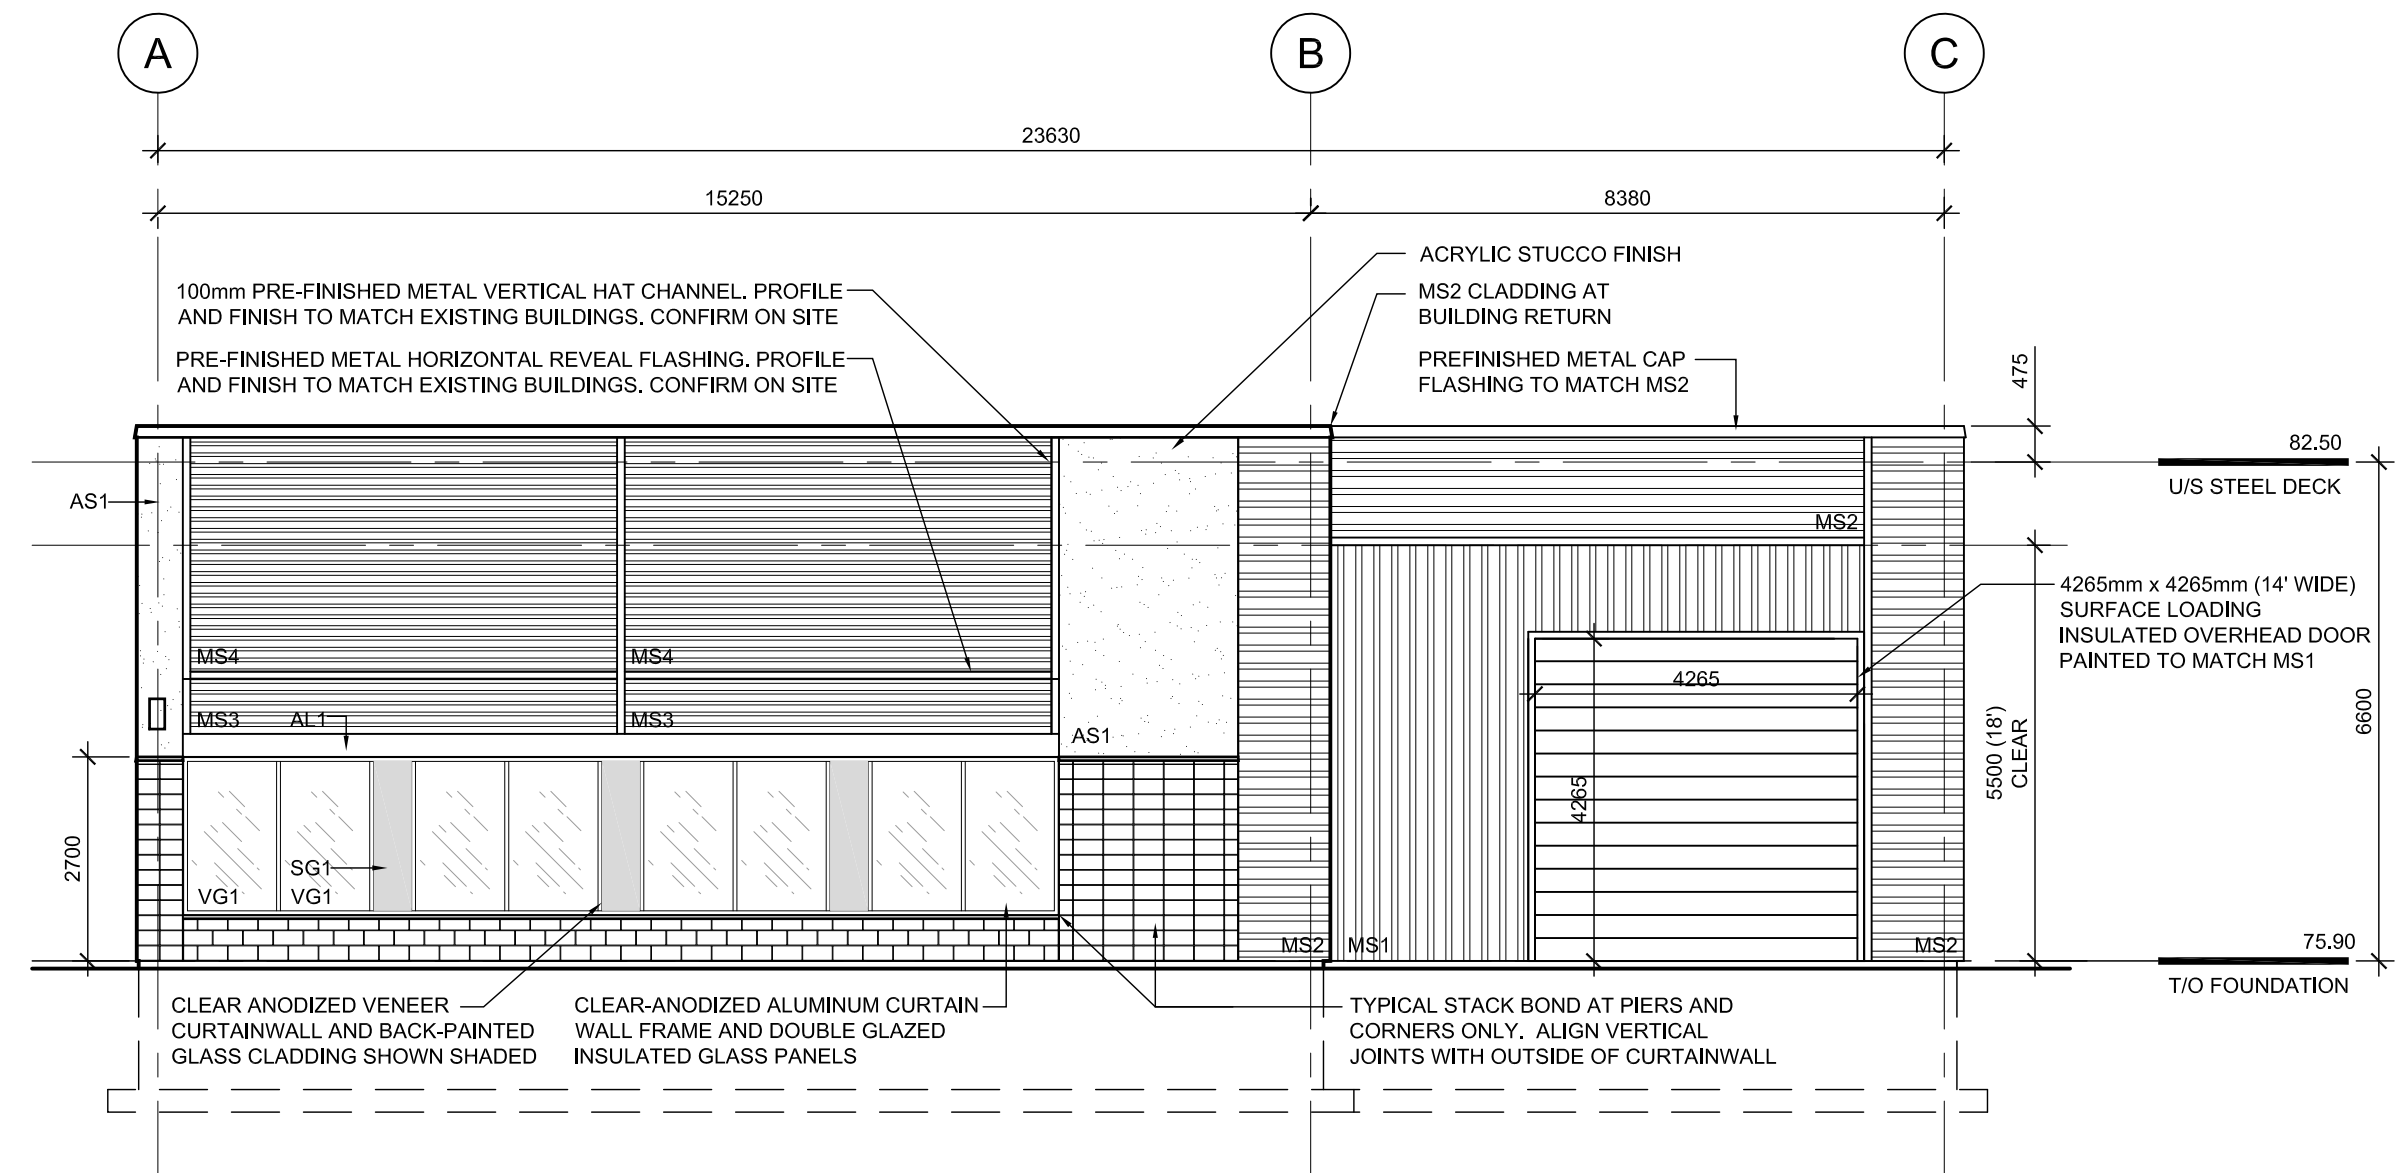 A
B
C
23630
15250
8380
ACRYLIC STUCCO FINISH
100mm PRE-FINISHED METAL VERTICAL HAT CHANNEL. PROFILE
AND FINISH TO MATCH EXISTING BUILDINGS. CONFIRM ON SITE
MS2 CLADDING AT
BUILDING RETURN
PRE-FINISHED METAL HORIZONTAL REVEAL FLASHING. PROFILE
AND FINISH TO MATCH EXISTING BUILDINGS. CONFIRM ON SITE
PREFINISHED METAL CAP
FLASHING TO MATCH MS2
475
82.50
U/S STEEL DECK
AS1
MS2
4265mm x 4265mm (14' WIDE)
SURFACE LOADING
INSULATED OVERHEAD DOOR
PAINTED TO MATCH MS1
MS4
MS4
4265
MS3
AL1
MS3
AS1
6600
5500 (18')
CLEAR
4265
2700
SG1
VG1
VG1
MS2
MS1
MS2
75.90
T/O FOUNDATION
CLEAR ANODIZED VENEER
CURTAINWALL AND BACK-PAINTED
GLASS CLADDING SHOWN SHADED
CLEAR-ANODIZED ALUMINUM CURTAIN
WALL FRAME AND DOUBLE GLAZED
INSULATED GLASS PANELS
TYPICAL STACK BOND AT PIERS AND
CORNERS ONLY. ALIGN VERTICAL
JOINTS WITH OUTSIDE OF CURTAINWALL